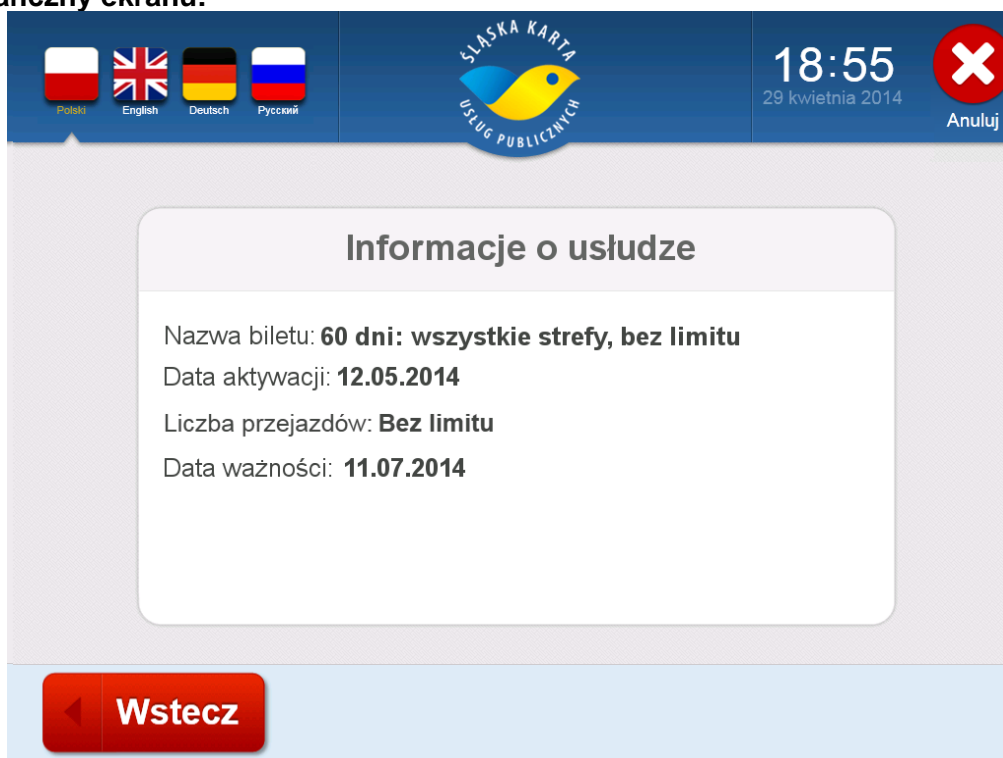 ekranu:
Polski English Deutsch Русский
ŚLĄSKA KARTA
USŁUG PUBLICZNYCH
18:55
29 kwietnia 2014
Anuluj
Informacje o usłudze
Nazwa biletu: 60 dni: wszystkie strefy, bez limitu
Data aktywacji: 12.05.2014
Liczba przejazdów: Bez limitu
Data ważności: 11.07.2014
Wstecz